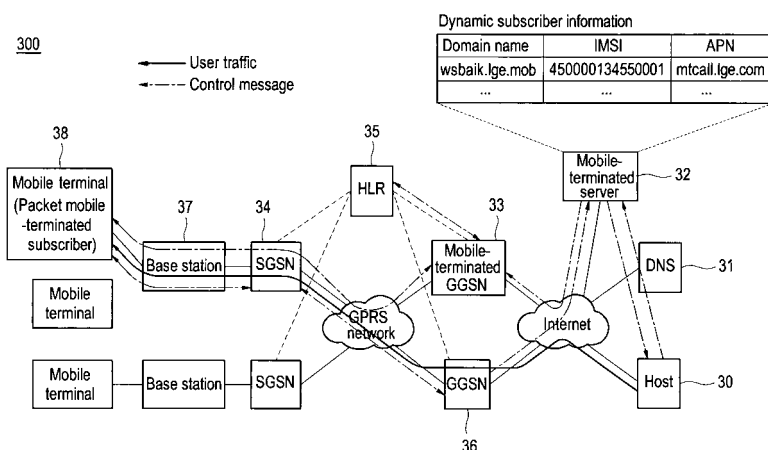 Dynamic subscriber information
300
Domain name IMSI APN
wsbaik.lge.mob 450000134550001 mtcall.lge.com
... ... ...
User traffic
Control message
38
35
Mobile-
terminated
server
32
Mobile terminal
(Packet mobile
-terminated
subscriber)
37
34
HLR
33
Base station
SGSN
Mobile-
terminated
GGSN
DNS
31
Mobile
terminal
GPRS
network
Internet
Mobile
terminal
Base station
SGSN
GGSN
Host
30
36